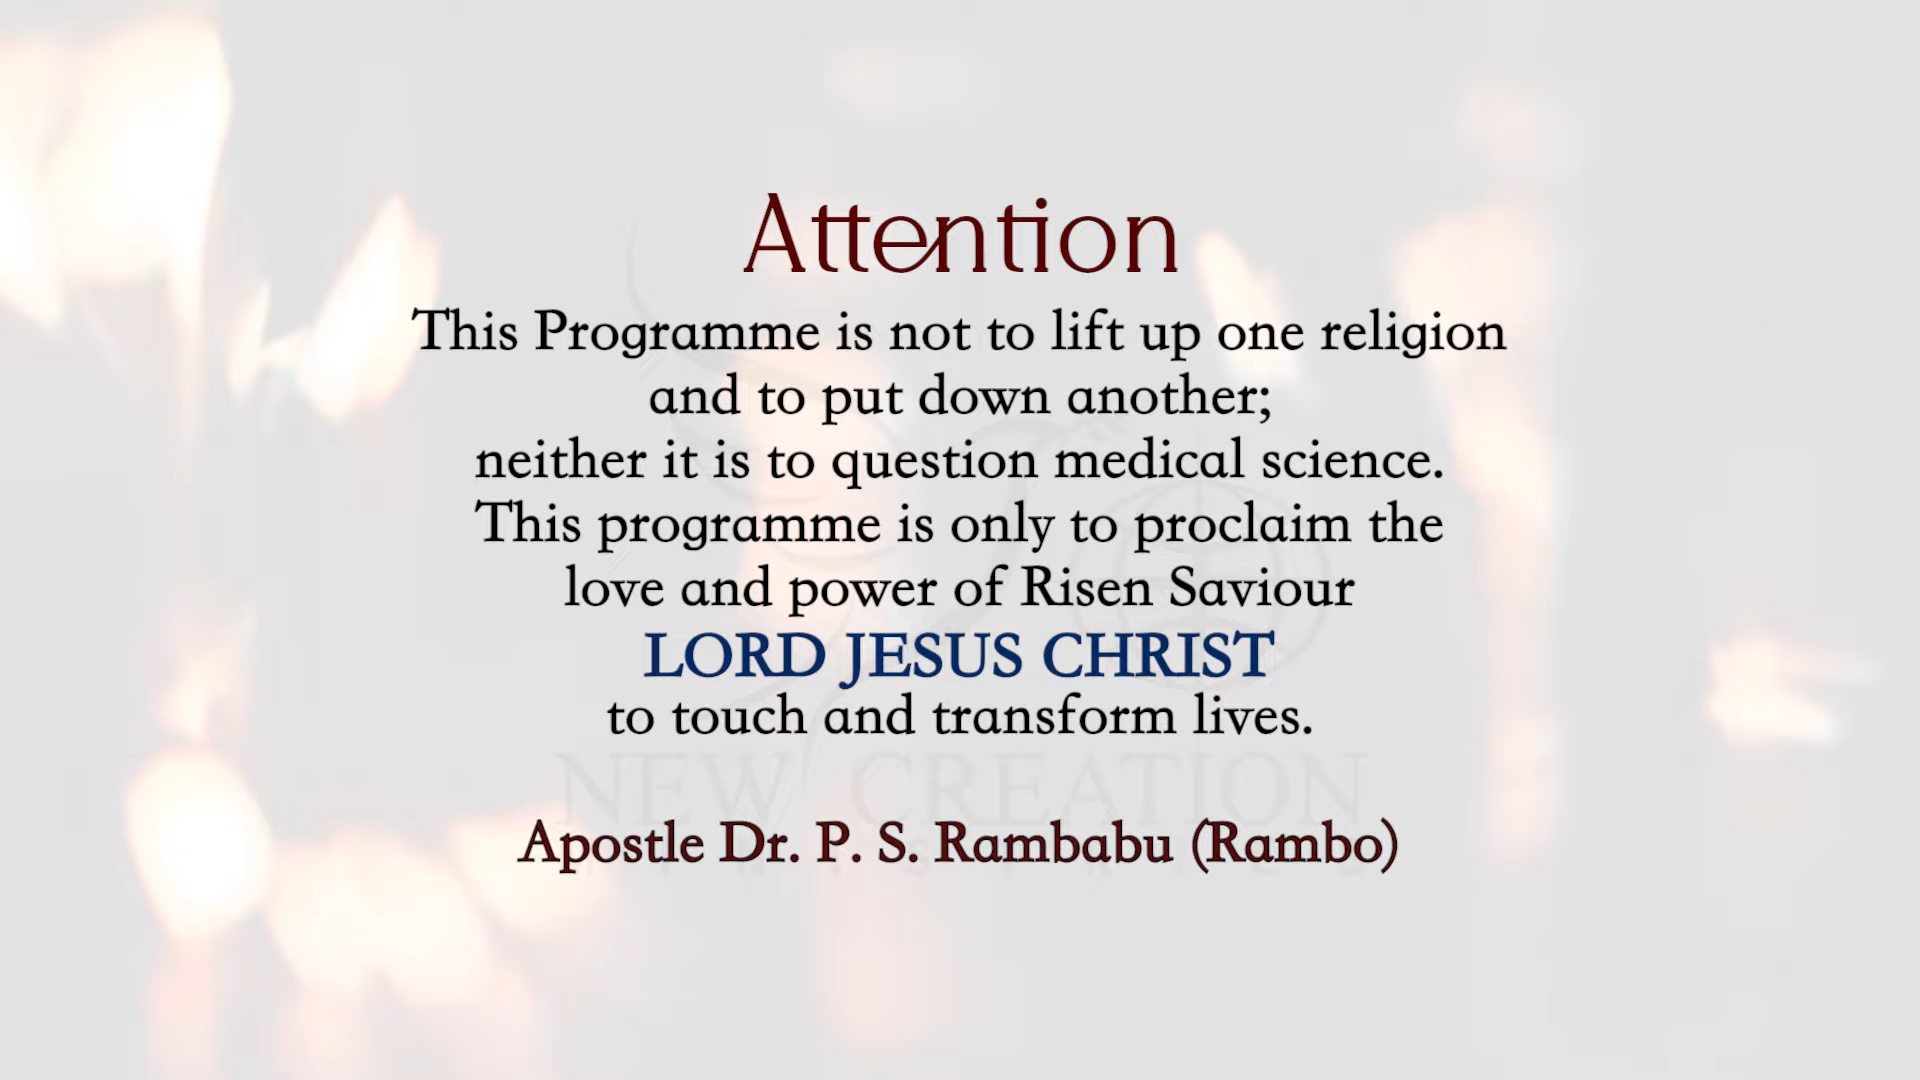 Attention
This Programme is not to lift up one religion
and to put down another;
neither it is to question medical science.
This programme is only to proclaim the
love and power of Risen Saviour
LORD JESUS CHRIST
to touch and transform lives.
NEW CREATION
Apostle Dr. P. S. Rambabu (Rambo)